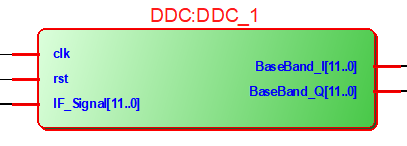 DDC:DDC_1
clk
rst
IF_Signal[11..0]
BaseBand_I[11..0]
BaseBand_Q[11..0]